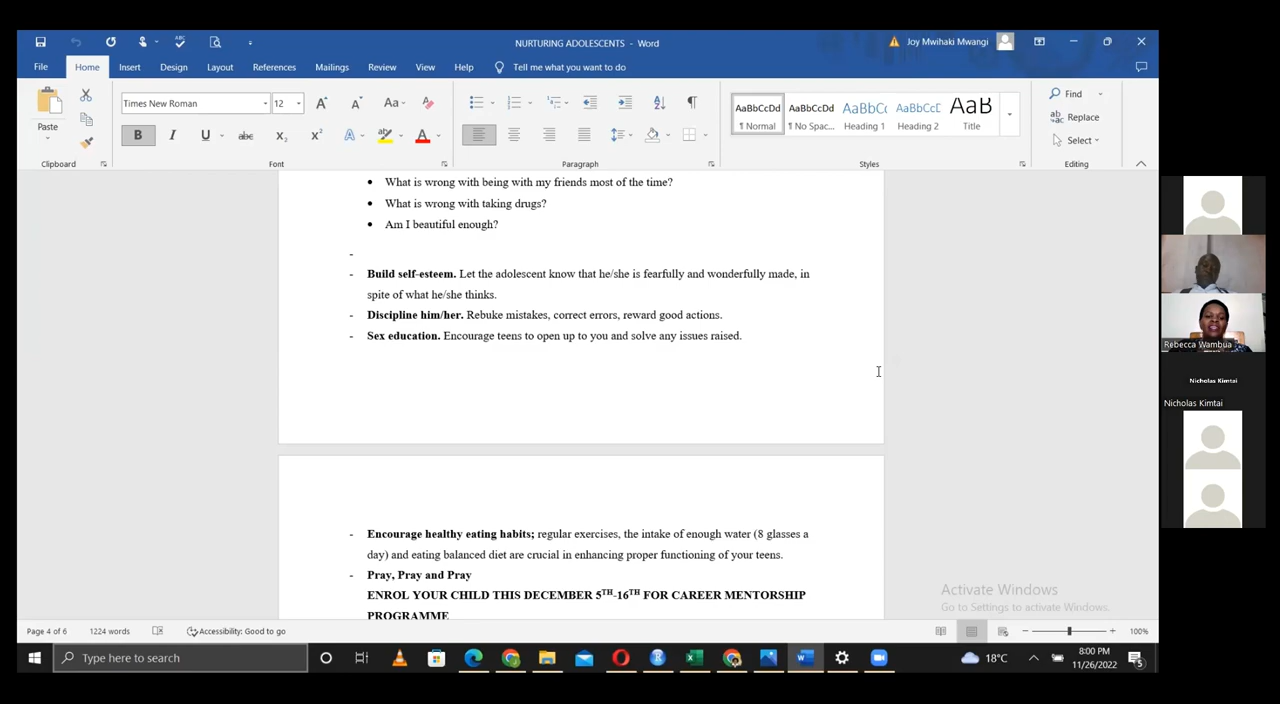 NURTURING ADOLESCENTS - Word
Joy Mwihaki Mwangi
File Home Insert Design Layout References Mailings Review View Help Tell me what you want to do
Paste
Times New Roman 12
Clipboard
Font
Paragraph
AaBbCcDd ¶ Normal
AaBbCcDd ¶ No Spac...
AaBbCc Heading 1
AaBbCcD Heading 2
AaB Title
Styles
Find
Replace
Select
Editing
• What is wrong with being with my friends most of the time?
• What is wrong with taking drugs?
• Am I beautiful enough?
-
- Build self-esteem. Let the adolescent know that he/she is fearfully and wonderfully made, in
spite of what he/she thinks.
- Discipline him/her. Rebuke mistakes, correct errors, reward good actions.
- Sex education. Encourage teens to open up to you and solve any issues raised.
- Encourage healthy eating habits; regular exercises, the intake of enough water (8 glasses a
day) and eating balanced diet are crucial in enhancing proper functioning of your teens.
- Pray, Pray and Pray
ENROL YOUR CHILD THIS DECEMBER 5TH-16TH FOR CAREER MENTORSHIP
PROGRAMME
Rebecca Wambua
Nicholas Kimtai
Nicholas Kimtai
Activate Windows
Go to Settings to activate Windows.
Page 4 of 6 1224 words Accessibility: Good to go 100%
Type here to search
18°C
8:00 PM
11/26/2022
5